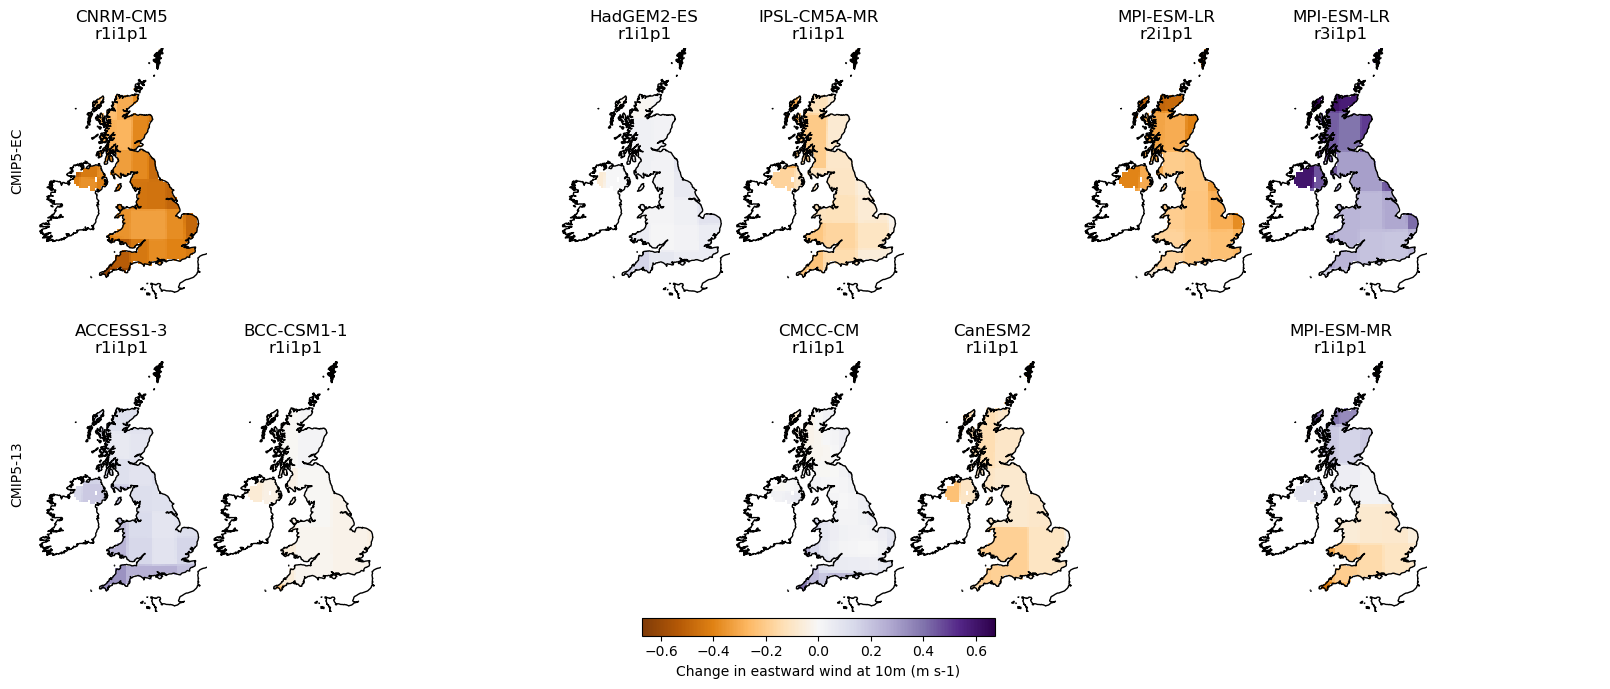 CNRM-CM5
r1i1p1
HadGEM2-ES
r1i1p1
IPSL-CM5A-MR
r1i1p1
MPI-ESM-LR
r2i1p1
MPI-ESM-LR
r3i1p1
CMIP5-EC
ACCESS1-3
r1i1p1
BCC-CSM1-1
r1i1p1
CMCC-CM
r1i1p1
CanESM2
r1i1p1
MPI-ESM-MR
r1i1p1
CMIP5-13
−0.6 −0.4 −0.2 0.0 0.2 0.4 0.6
Change in eastward wind at 10m (m s-1)